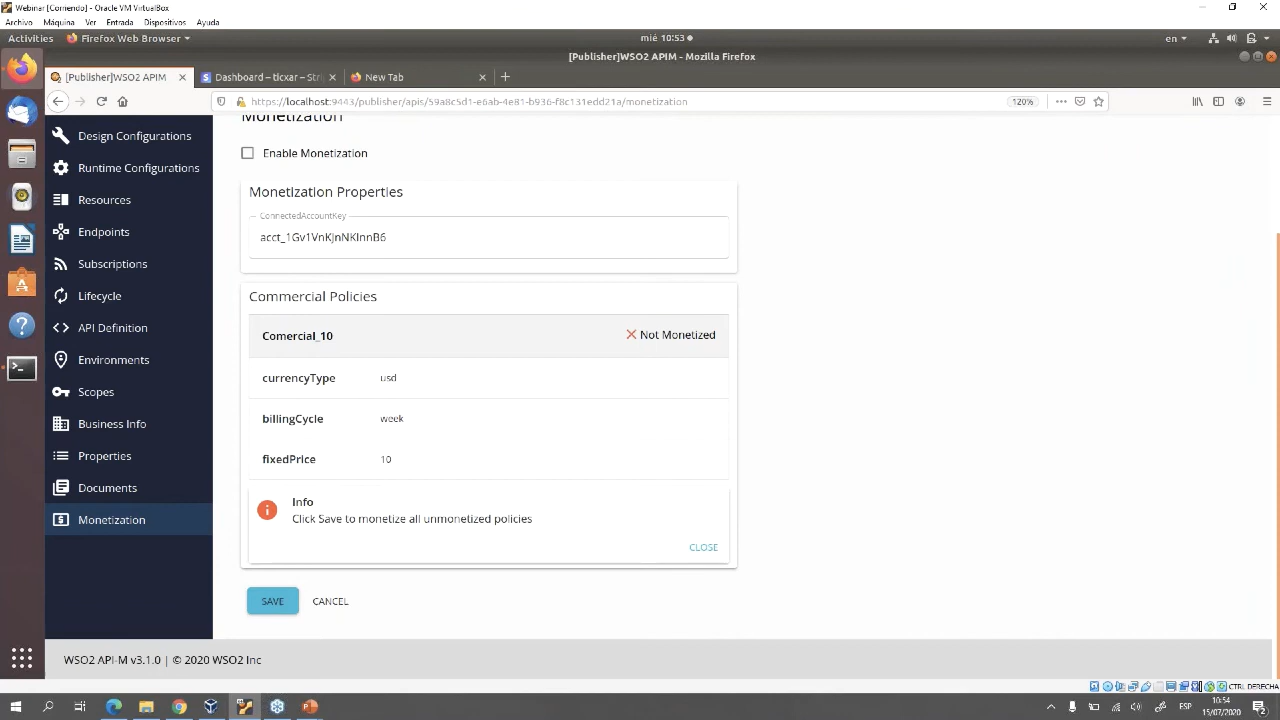 Webinar [Corriendo] - Oracle VM VirtualBox
Archivo Máquina Ver Entrada Dispositivos Ayuda
Activities Firefox Web Browser mié 10:53 en
[Publisher]WSO2 APIM - Mozilla Firefox
[Publisher]WSO2 APIM Dashboard – ticxar – Stri New Tab
https://localhost:9443/publisher/apis/59a8c5d1-e6ab-4e81-b936-f8c131edd21a/monetization 120%
Design Configurations
Runtime Configurations
Resources
Endpoints
Subscriptions
Lifecycle
API Definition
Environments
Scopes
Business Info
Properties
Documents
Monetization
Monetization
Enable Monetization
Monetization Properties
ConnectedAccountKey
acct_1Gv1VnKjnNKInnB6
Commercial Policies
Comercial_10 Not Monetized
currencyType usd
billingCycle week
fixedPrice 10
Info
Click Save to monetize all unmonetized policies
CLOSE
SAVE CANCEL
WSO2 API-M v3.1.0 | © 2020 WSO2 Inc
CTRL DERECHA
ESP 10:54
15/07/2020
2